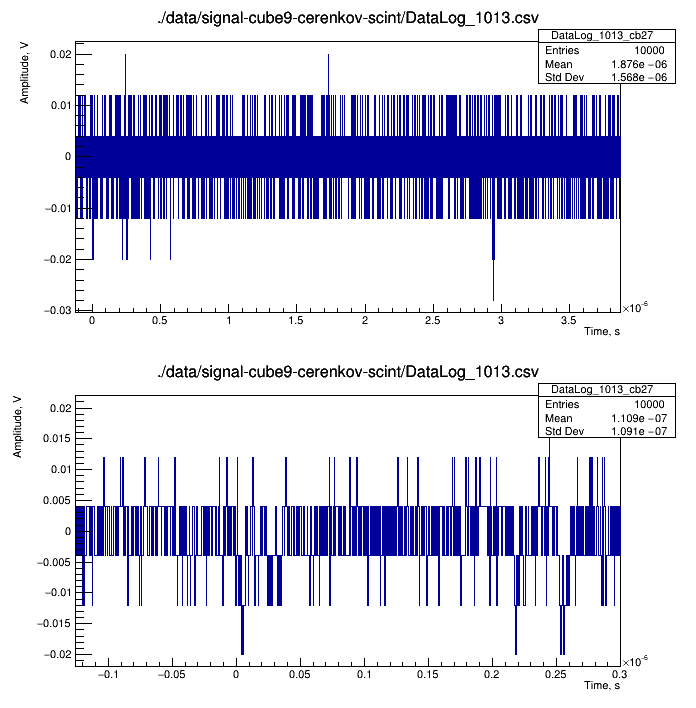 ./data/signal-cube9-cerenkov-scint/DataLog_1013.csv
DataLog_1013_cb27
Entries 10000
Mean 1.876e −06
Std Dev 1.568e −06
Amplitude, V
0.02
0.01
0
−0.01
−0.02
−0.03
0 0.5 1 1.5 2 2.5 3 3.5
×10⁻⁶
Time, s
./data/signal-cube9-cerenkov-scint/DataLog_1013.csv
DataLog_1013_cb27
Entries 10000
Mean 1.109e −07
Std Dev 1.091e −07
Amplitude, V
0.02
0.015
0.01
0.005
0
−0.005
−0.01
−0.015
−0.02
−0.1 −0.05 0 0.05 0.1 0.15 0.2 0.25 0.3
×10⁻⁶
Time, s